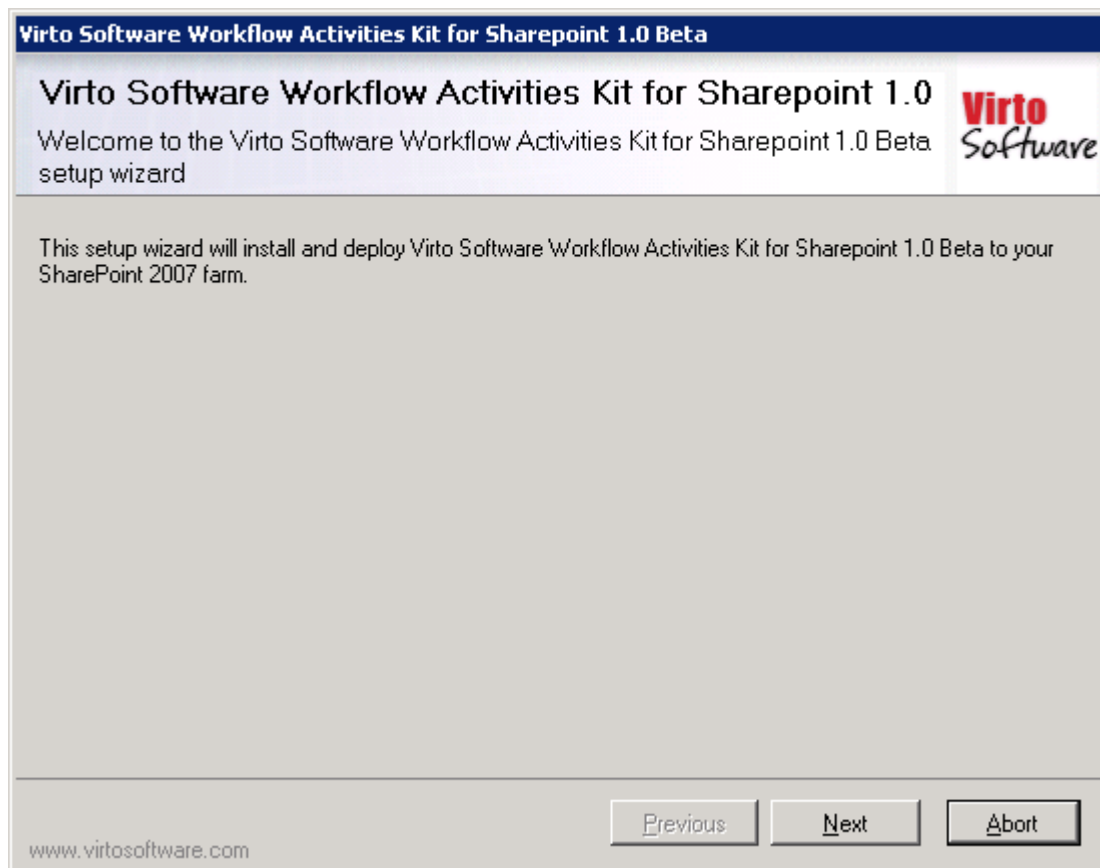 Virto Software Workflow Activities Kit for Sharepoint 1.0 Beta
Virto Software Workflow Activities Kit for Sharepoint 1.0
Welcome to the Virto Software Workflow Activities Kit for Sharepoint 1.0 Beta
setup wizard
Virto
Software
This setup wizard will install and deploy Virto Software Workflow Activities Kit for Sharepoint 1.0 Beta to your
SharePoint 2007 farm.
Previous
Next
Abort
www.virtosoftware.com